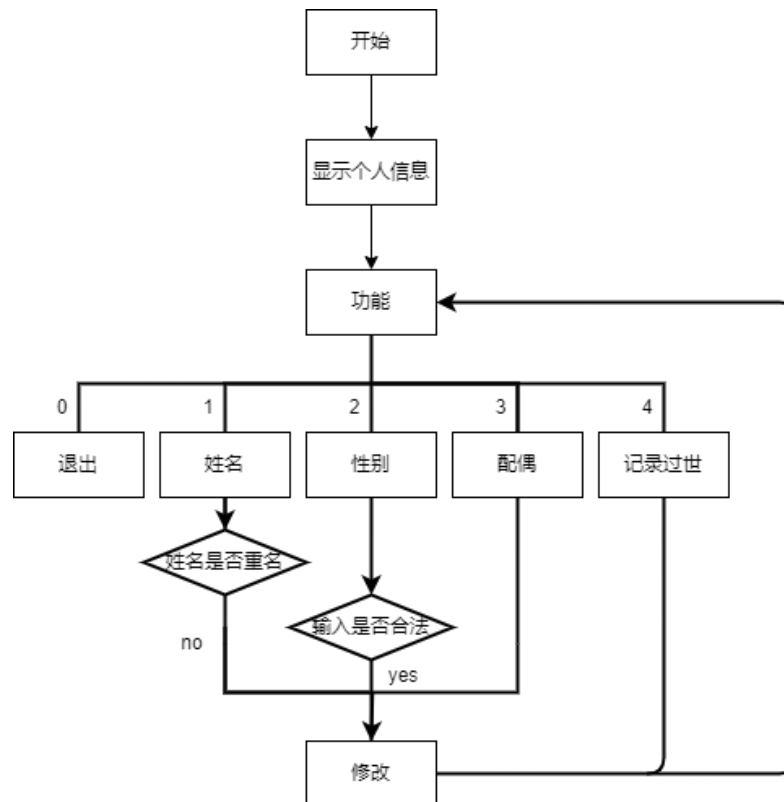 开始
显示个人信息
功能
0
1
2
3
4
退出
姓名
性别
配偶
记录过世
姓名是否重名
输入是否合法
no
yes
修改